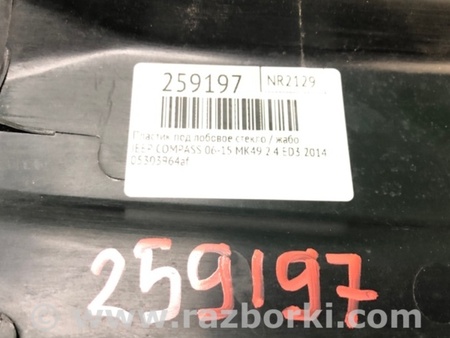 259197 NR2129
Пластик под лобовое стекло / жабо
JEEP COMPASS 06-15 MK49 2.4 ED3 2014
05303864af
259197
www.razborki.com